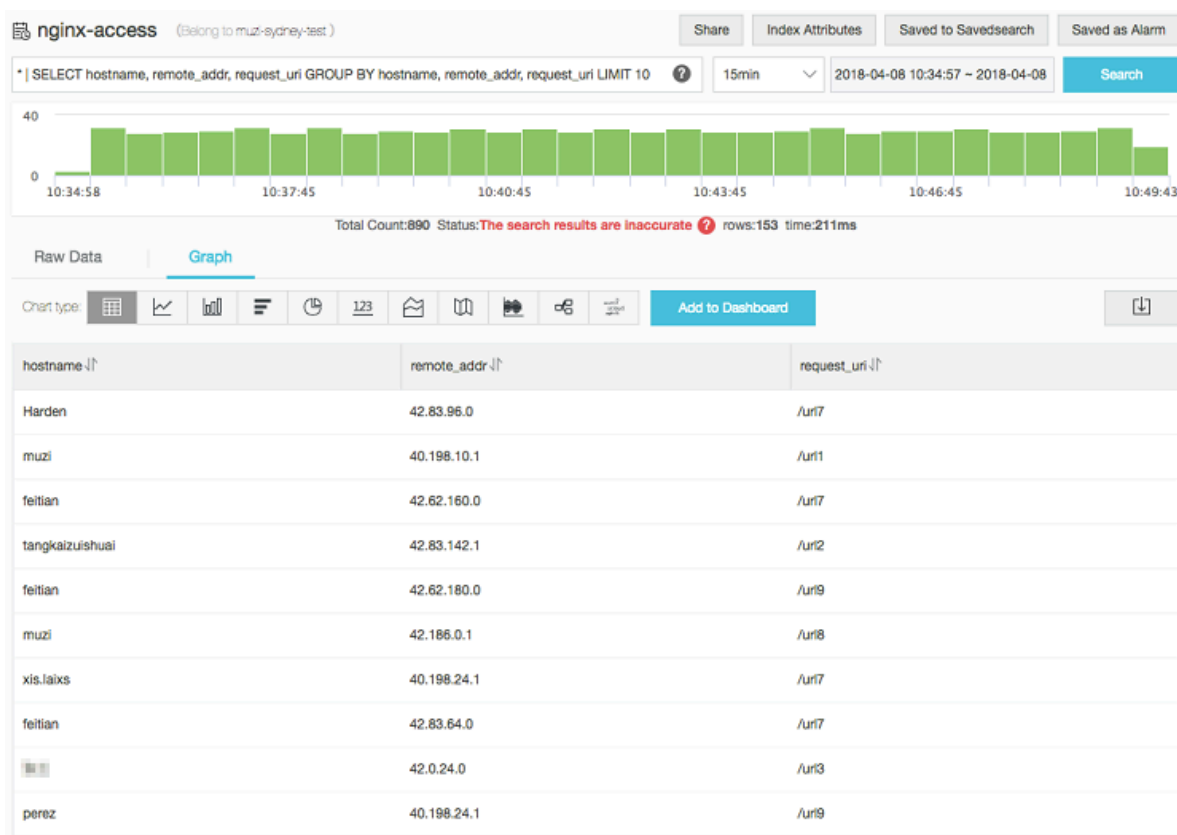 nginx-access (Belong to muzi-sydney-test ) Share Index Attributes Saved to Savedsearch Saved as Alarm
* | SELECT hostname, remote_addr, request_uri GROUP BY hostname, remote_addr, request_uri LIMIT 10 ? 15min 2018-04-08 10:34:57 ~ 2018-04-08 Search
40
0
10:34:58 10:37:45 10:40:45 10:43:45 10:46:45 10:49:43
Total Count:890 Status:The search results are inaccurate ? rows:153 time:211ms
Raw Data Graph
Chart type: 123 Add to Dashboard
hostname remote_addr request_uri
Harden 42.83.96.0 /url7
muzi 40.198.10.1 /url1
feitian 42.62.160.0 /url7
tangkaizuishuai 42.83.142.1 /url2
feitian 42.62.180.0 /url9
muzi 42.186.0.1 /url8
xis.laixs 40.198.24.1 /url7
feitian 42.83.64.0 /url7
42.0.24.0 /url3
perez 40.198.24.1 /url9